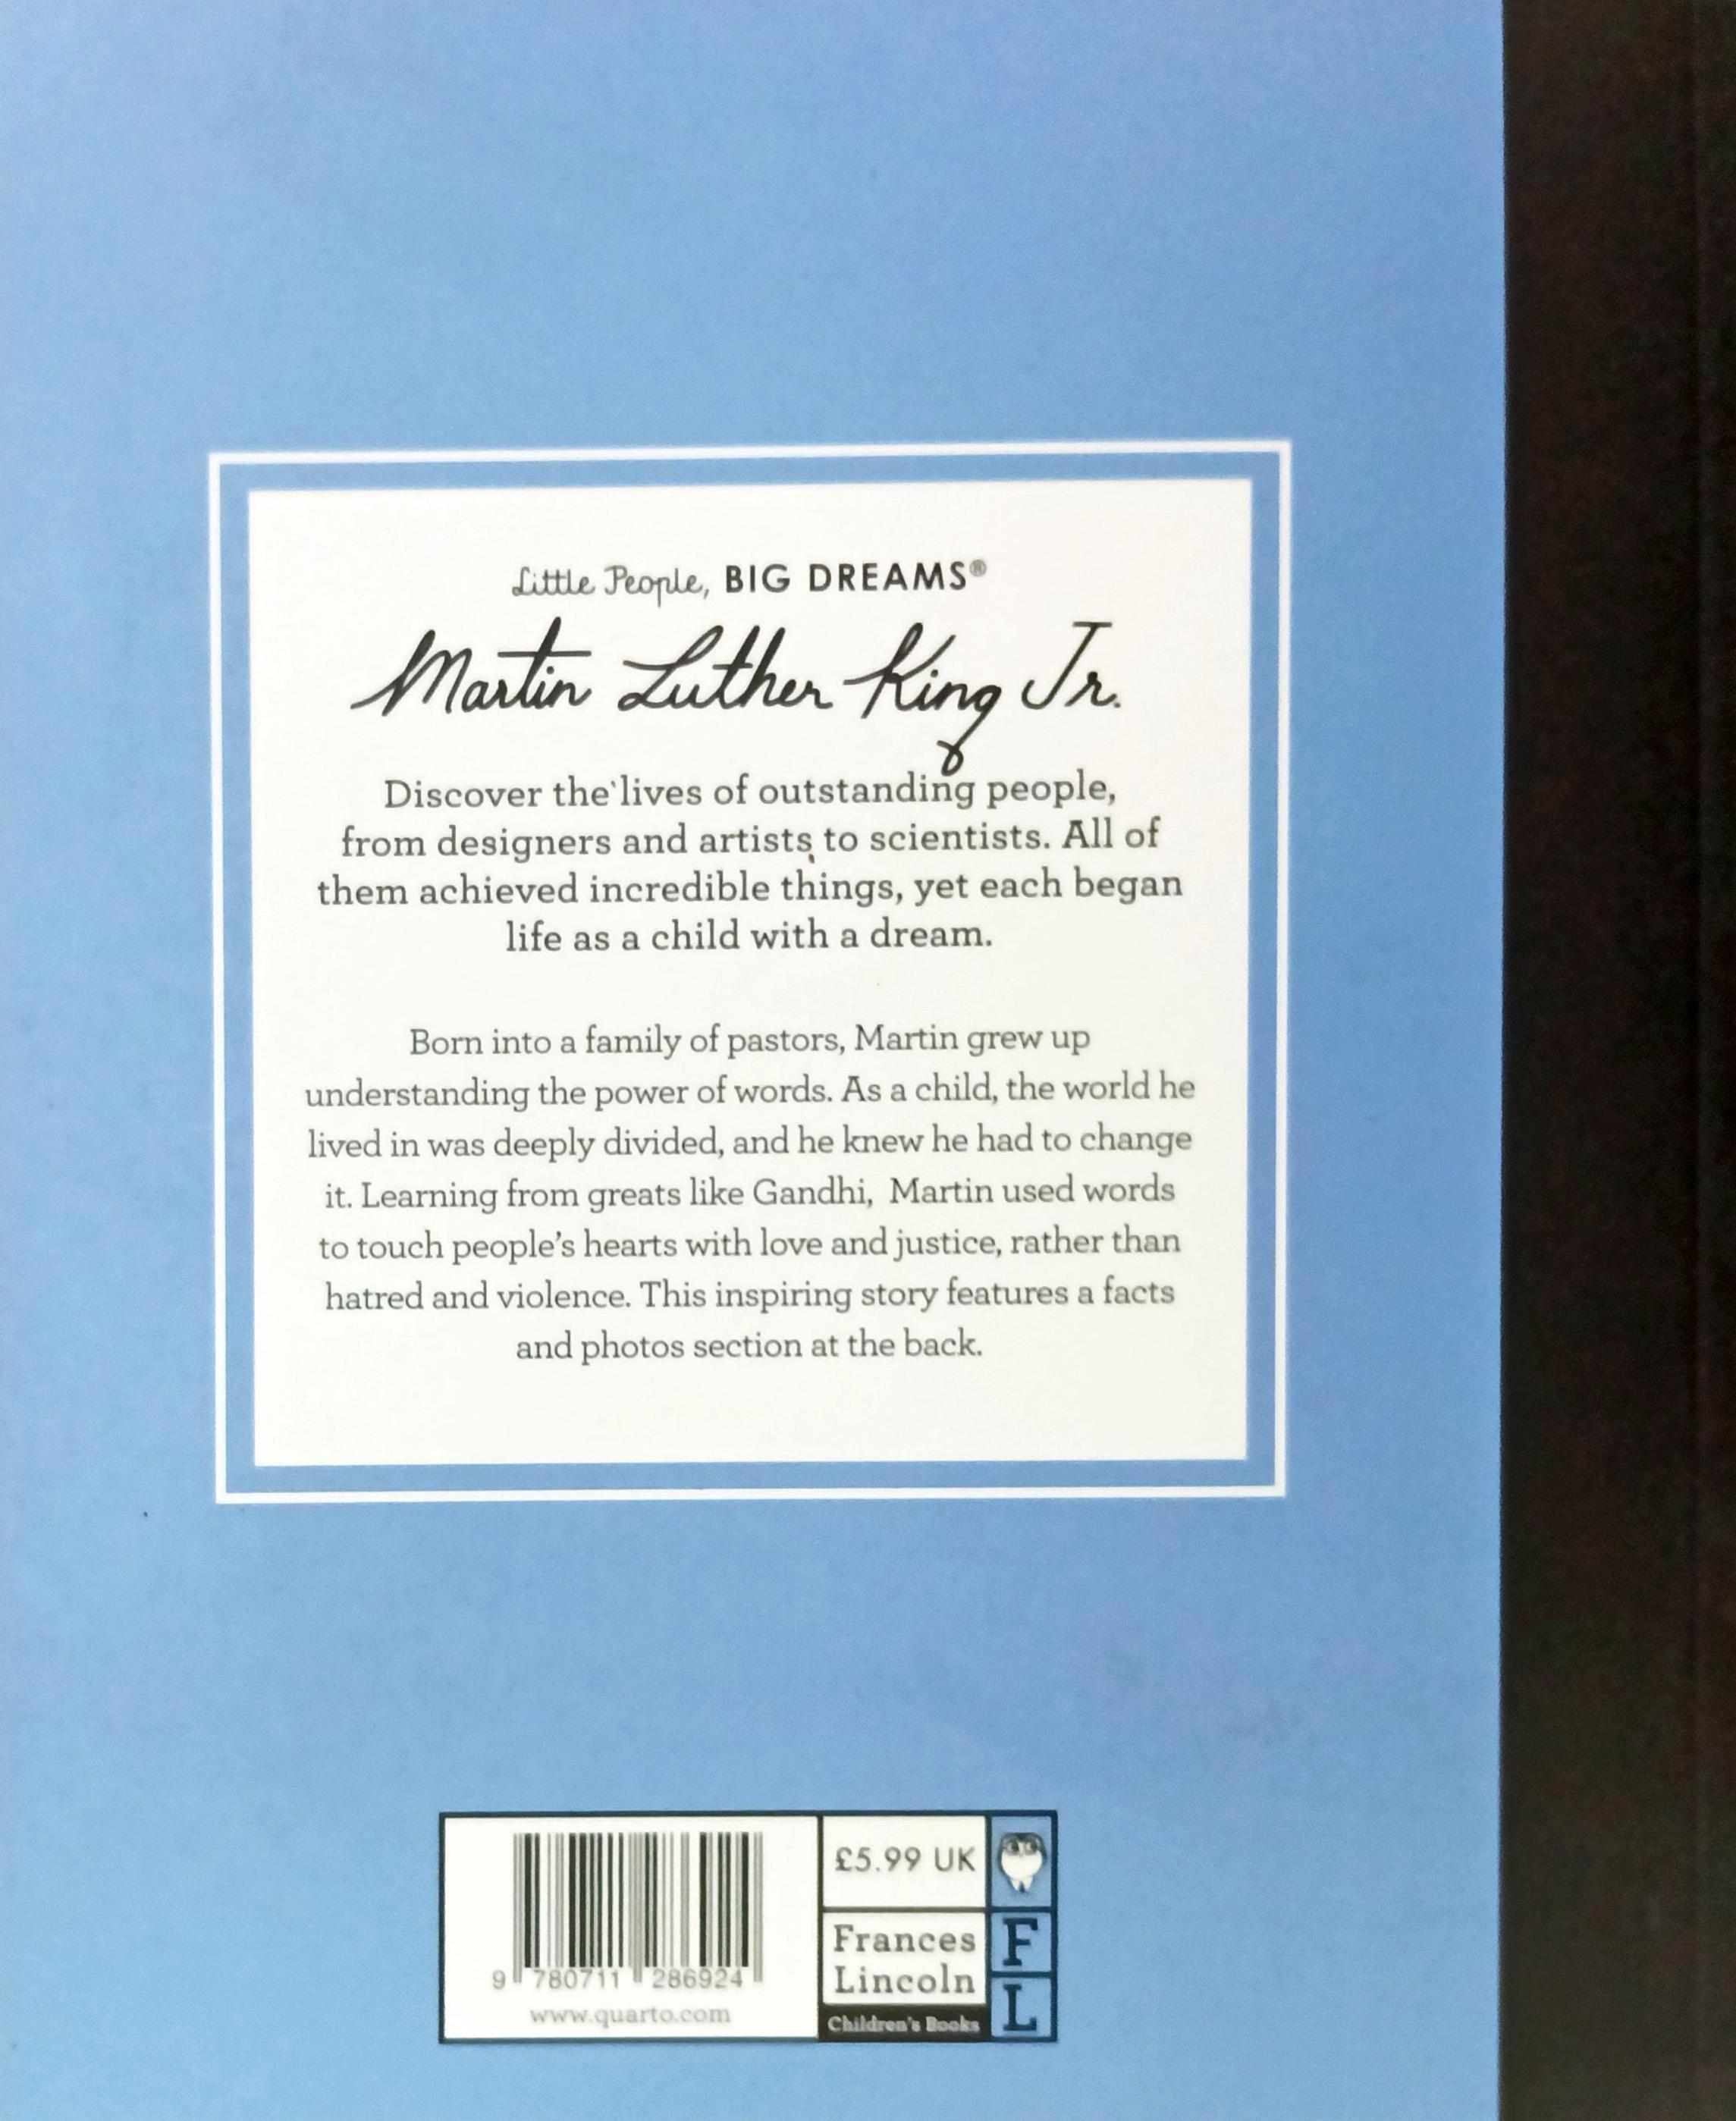 Little People, BIG DREAMS®
Martin Luther King Jr.
Discover the lives of outstanding people,
from designers and artists to scientists. All of
them achieved incredible things, yet each began
life as a child with a dream.
Born into a family of pastors, Martin grew up
understanding the power of words. As a child, the world he
lived in was deeply divided, and he knew he had to change
it. Learning from greats like Gandhi, Martin used words
to touch people's hearts with love and justice, rather than
hatred and violence. This inspiring story features a facts
and photos section at the back.
9 780711 286924
www.quarto.com
£5.99 UK
Frances
Lincoln
Children's Books
F
L